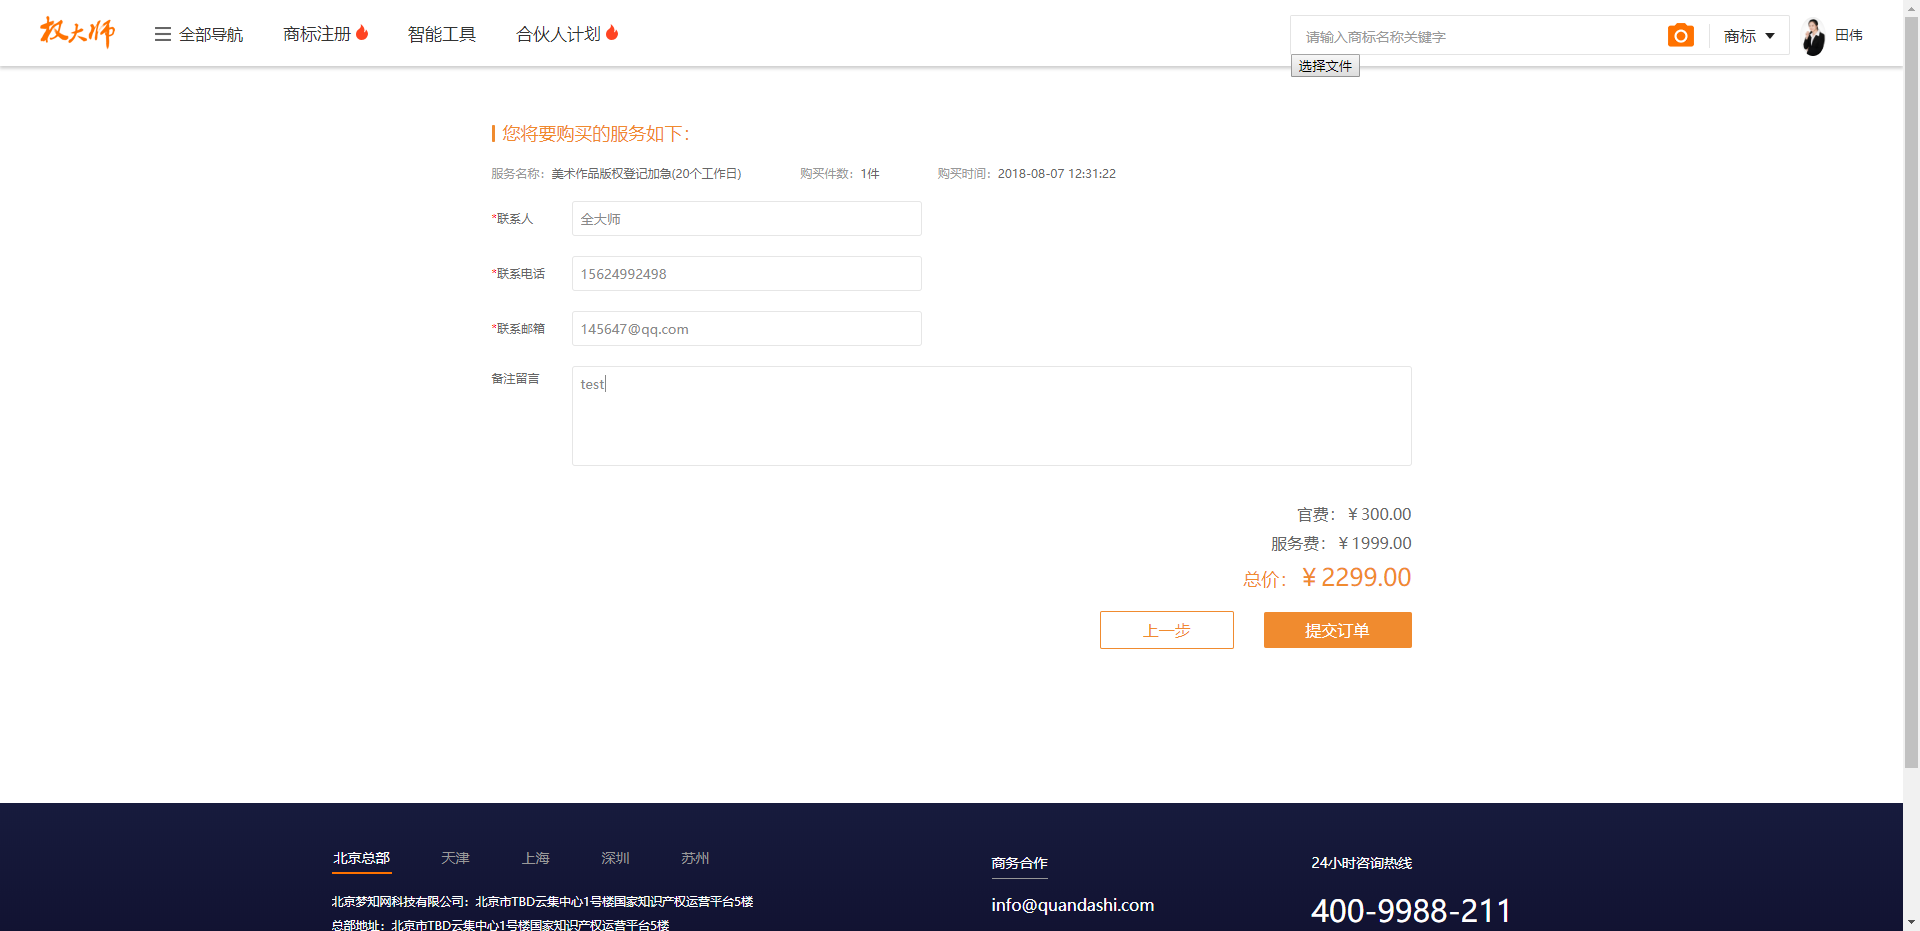 权大师 全部导航 商标注册 智能工具 合伙人计划 请输入商标名称关键字 商标 田伟
选择文件
您将要购买的服务如下：
服务名称：美术作品版权登记加急(20个工作日) 购买件数：1件 购买时间：2018-08-07 12:31:22
*联系人 全大师
*联系电话 15624992498
*联系邮箱 145647@qq.com
备注留言 test
官费：￥300.00
服务费：￥1999.00
总价：￥2299.00
上一步 提交订单
北京总部 天津 上海 深圳 苏州 商务合作 24小时咨询热线
北京梦知网科技有限公司：北京市TBD云集中心1号楼国家知识产权运营平台5楼 info@quandashi.com 400-9988-211
总部地址：北京市TBD云集中心1号楼国家知识产权运营平台5楼